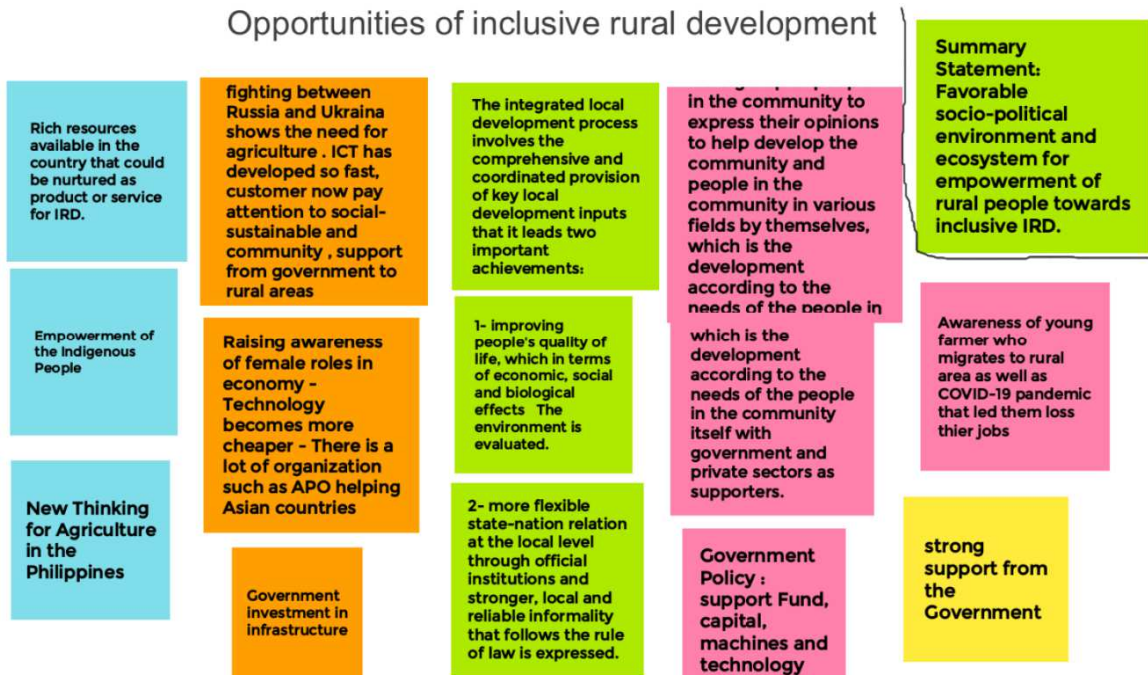 Opportunities of inclusive rural development
Rich resources
available in the
country that could
be nurtured as
product or service
for IRD.
Empowerment of
the Indigenous
People
New Thinking
for Agriculture
in the
Philippines
fighting between
Russia and Ukraina
shows the need for
agriculture . ICT has
developed so fast,
customer now pay
attention to social-
sustainable and
community , support
from government to
rural areas
Raising awareness
of female roles in
economy -
Technology
becomes more
cheaper - There is a
lot of organization
such as APO helping
Asian countries
Government
investment in
infrastructure
The integrated local
development process
involves the
comprehensive and
coordinated provision
of key local
development inputs
that it leads two
important
achievements:
1- improving
people's quality of
life, which in terms
of economic, social
and biological
effects The
environment is
evaluated.
2- more flexible
state-nation relation
at the local level
through official
institutions and
stronger, local and
reliable informality
that follows the rule
of law is expressed.
in the community to
express their opinions
to help develop the
community and
people in the
community in various
fields by themselves,
which is the
development
according to the
needs of the people in
which is the
development
according to the
needs of the people
in the community
itself with
government and
private sectors as
supporters.
Government
Policy :
support Fund,
capital,
machines and
technology
Summary
Statement:
Favorable
socio-political
environment and
ecosystem for
empowerment of
rural people towards
inclusive IRD.
Awareness of young
farmer who
migrates to rural
area as well as
COVID-19 pandemic
that led them loss
thier jobs
strong
support from
the
Government